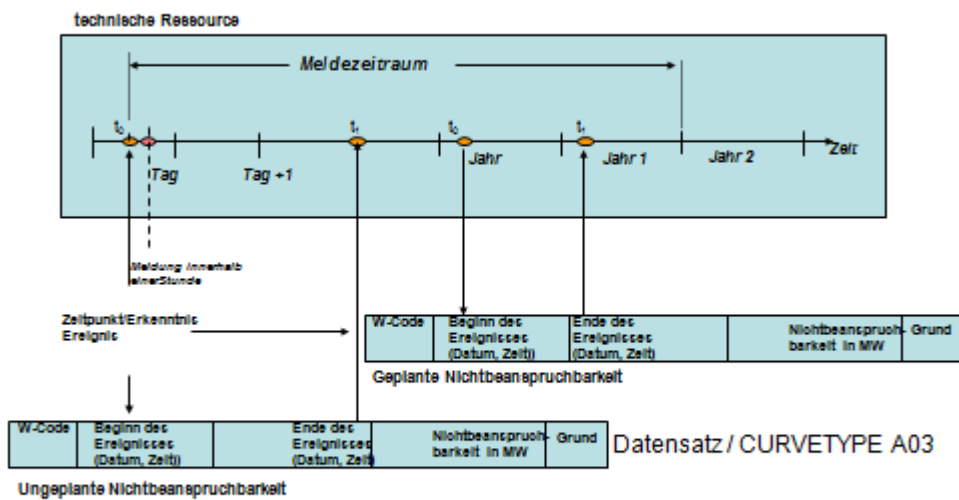 technische Ressource
Meldezeitraum
t₀
t₁
t₀
t₁
Zeit
Tag
Tag +1
Jahr
Jahr 1
Jahr 2
Meldung innerhalb
einerStunde
Zeitpunkt/Erkenntnis
Ereignis
W-Code
Beginn des
Ereignisses
(Datum, Zeit))
Ende des
Ereignisses
(Datum, Zeit)
Nichtbeanspruch-
barkeit in MW
Grund
Geplante Nichtbeanspruchbarkeit
W-Code
Beginn des
Ereignisses
(Datum, Zeit))
Ende des
Ereignisses
(Datum, Zeit)
Nichtbeanspruch-
barkeit in MW
Grund
Datensatz / CURVETYPE A03
Ungeplante Nichtbeanspruchbarkeit